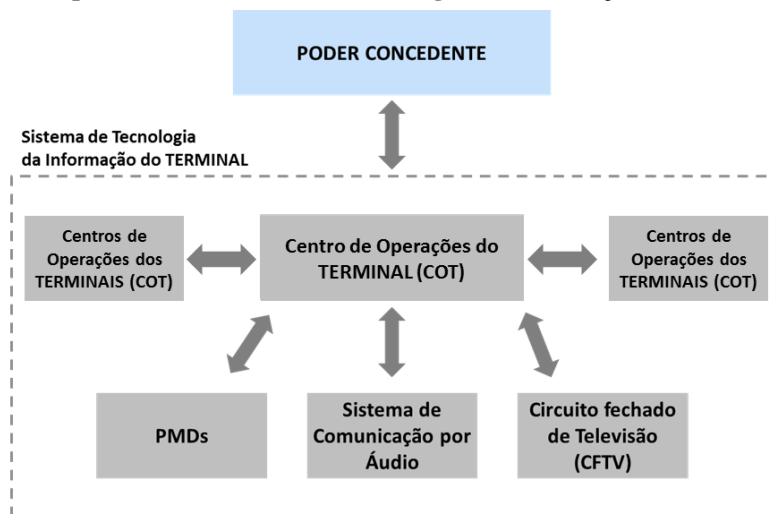 PODER CONCEDENTE
Sistema de Tecnologia
da Informação do TERMINAL
Centros de
Operações dos
TERMINAIS (COT)
Centro de Operações do
TERMINAL (COT)
Centros de
Operações dos
TERMINAIS (COT)
PMDs
Sistema de
Comunicação por
Áudio
Circuito fechado
de Televisão
(CFTV)